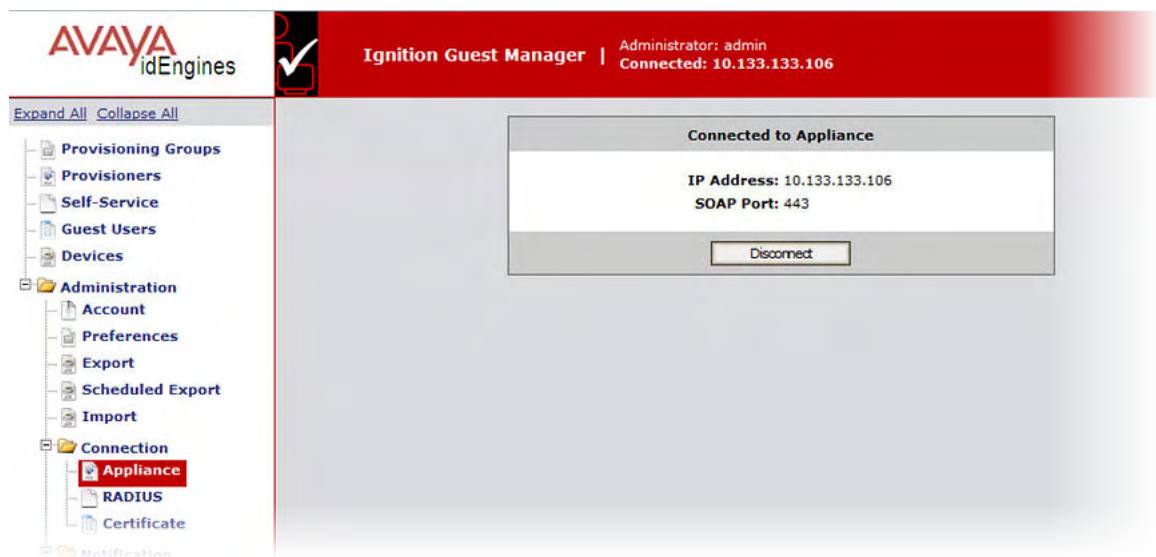 AVAYA
idEngines
Ignition Guest Manager | Administrator: admin
Connected: 10.133.133.106
Expand All Collapse All
Provisioning Groups
Provisioners
Self-Service
Guest Users
Devices
Administration
Account
Preferences
Export
Scheduled Export
Import
Connection
Appliance
RADIUS
Certificate
Notification
Connected to Appliance
IP Address: 10.133.133.106
SOAP Port: 443
Disconnect